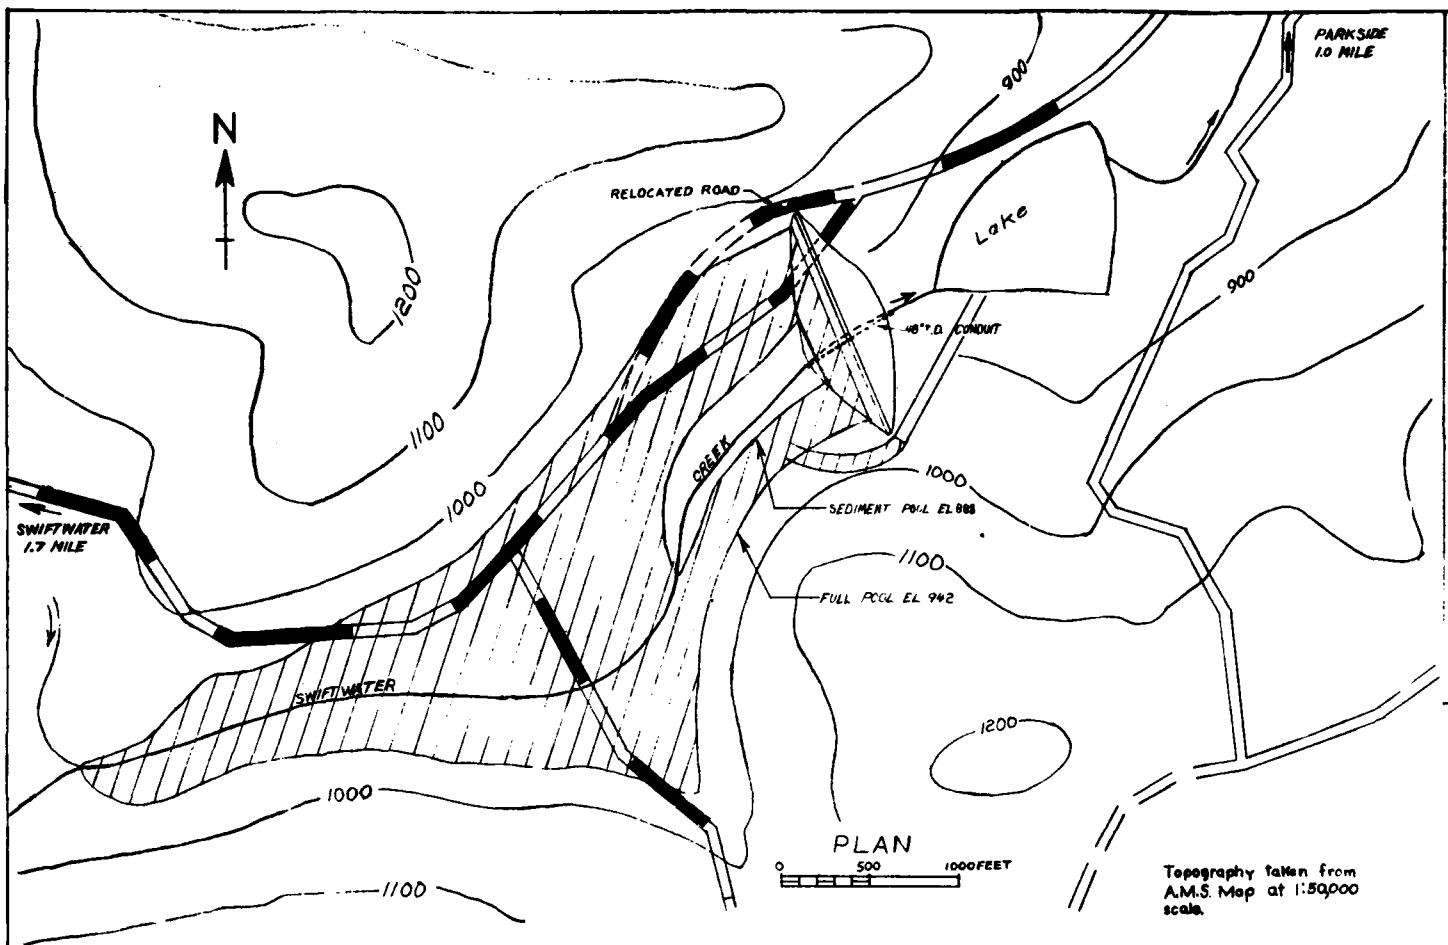 PARKSIDE
1.0 MILE
900
N
RELOCATED ROAD
Lake
1200
900
48" I.D. CONDUIT
1100
CREEK
1000
1000
SWIFTWATER
1.7 MILE
SEDIMENT POOL EL 888
1100
FULL POOL EL 942
SWIFTWATER
1200
1000
PLAN
0 500 1000 FEET
1100
Topography taken from
A.M.S. Map at 1:50,000
scale.